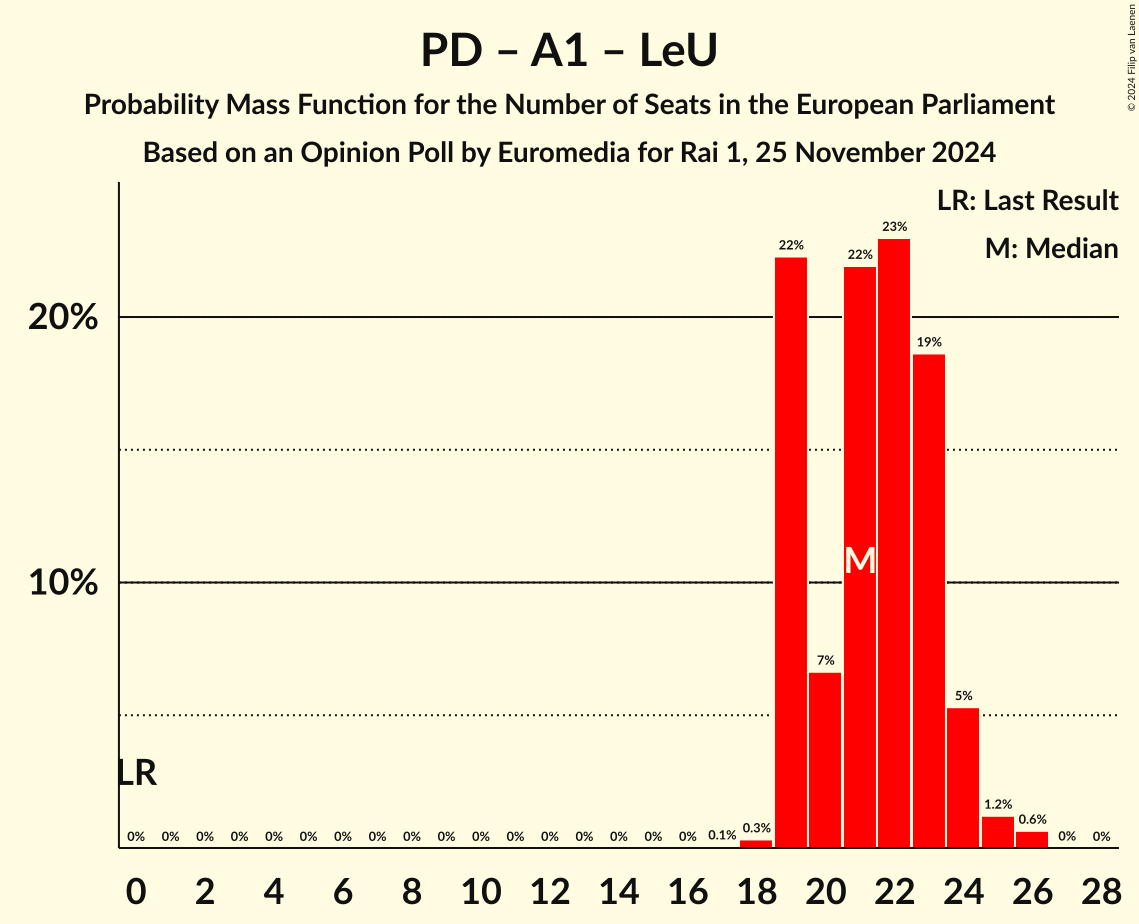 PD – A1 – LeU
Probability Mass Function for the Number of Seats in the European Parliament
Based on an Opinion Poll by Euromedia for Rai 1, 25 November 2024
© 2024 Filip van Laenen
LR: Last Result
M: Median
20%
10%
LR
M
0% 0% 0% 0% 0% 0% 0% 0% 0% 0% 0% 0% 0% 0% 0% 0% 0% 0.1% 0.3% 22% 7% 22% 23% 19% 5% 1.2% 0.6% 0% 0%
0 2 4 6 8 10 12 14 16 18 20 22 24 26 28